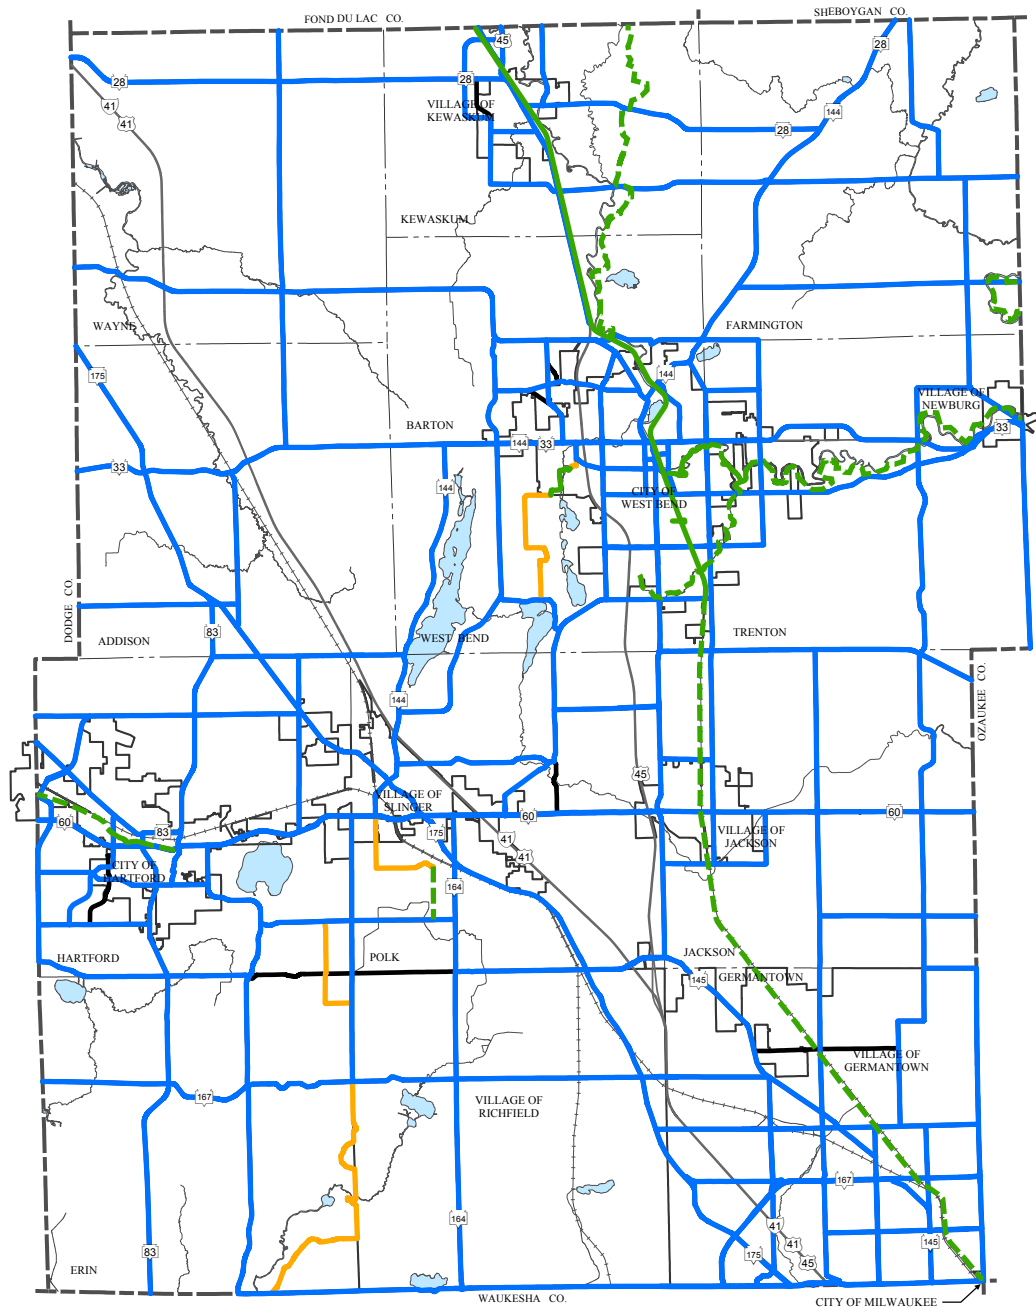 FOND DU LAC CO.
SHEBOYGAN CO.
45
28
28
28
41
41
VILLAGE OF
KEWASKUM
144
28
KEWASKUM
WAYNE
FARMINGTON
175
144
VILLAGE OF
NEWBURG
BARTON
33
144
33
33
144
CITY OF
WEST BEND
DODGE CO.
83
ADDISON
WEST BEND
TRENTON
OZAUKEE CO.
144
45
VILLAGE OF
SLINGER
60
60
60
83
175
41
41
VILLAGE OF
JACKSON
CITY OF
HARTFORD
164
HARTFORD
POLK
JACKSON
GERMANTOWN
145
VILLAGE OF
GERMANTOWN
167
VILLAGE OF
RICHFIELD
167
164
83
41
41
45
175
145
ERIN
WAUKESHA CO.
CITY OF MILWAUKEE